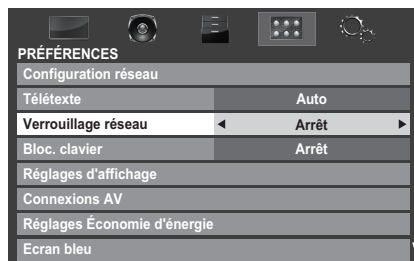 PRÉFÉRENCES
Configuration réseau
Télétexte Auto
Verrouillage réseau ◀ Arrêt ▶
Bloc. clavier Arrêt
Réglages d'affichage
Connexions AV
Réglages Économie d'énergie
Ecran bleu